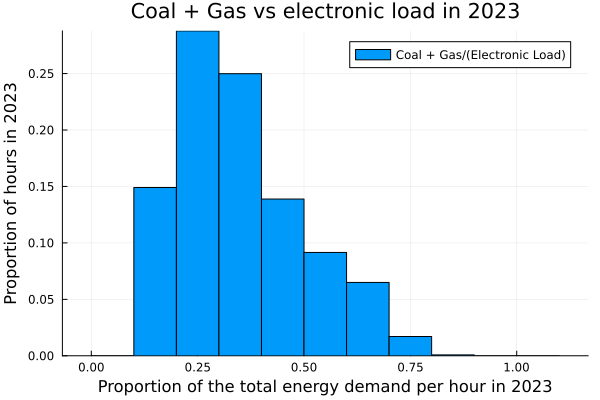 Coal + Gas vs electronic load in 2023
Coal + Gas/(Electronic Load)
Proportion of hours in 2023
0.25
0.20
0.15
0.10
0.05
0.00
0.00 0.25 0.50 0.75 1.00
Proportion of the total energy demand per hour in 2023